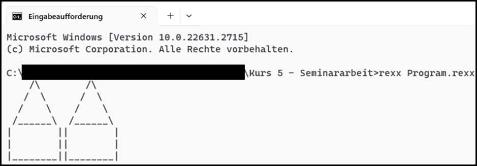 Eingabeaufforderung
Microsoft Windows [Version 10.0.22631.2715]
(c) Microsoft Corporation. Alle Rechte vorbehalten.
C:\ \Kurs 5 - Seminararbeit>rexx Program.rexx